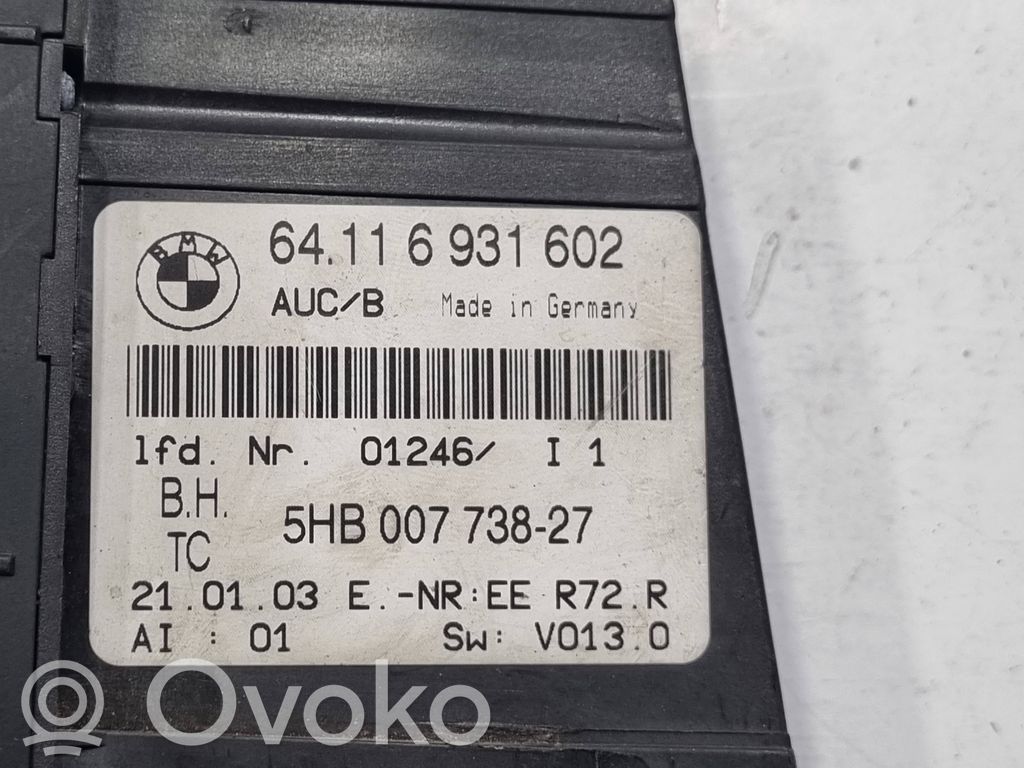 BMW
64.11 6 931 602
AUC/B Made in Germany
lfd. Nr. 01246/ I 1
B.H.
TC 5HB 007 738-27
21.01.03 E.-NR:EE R72.R
AI : 01 Sw: V013.0
Ovoko